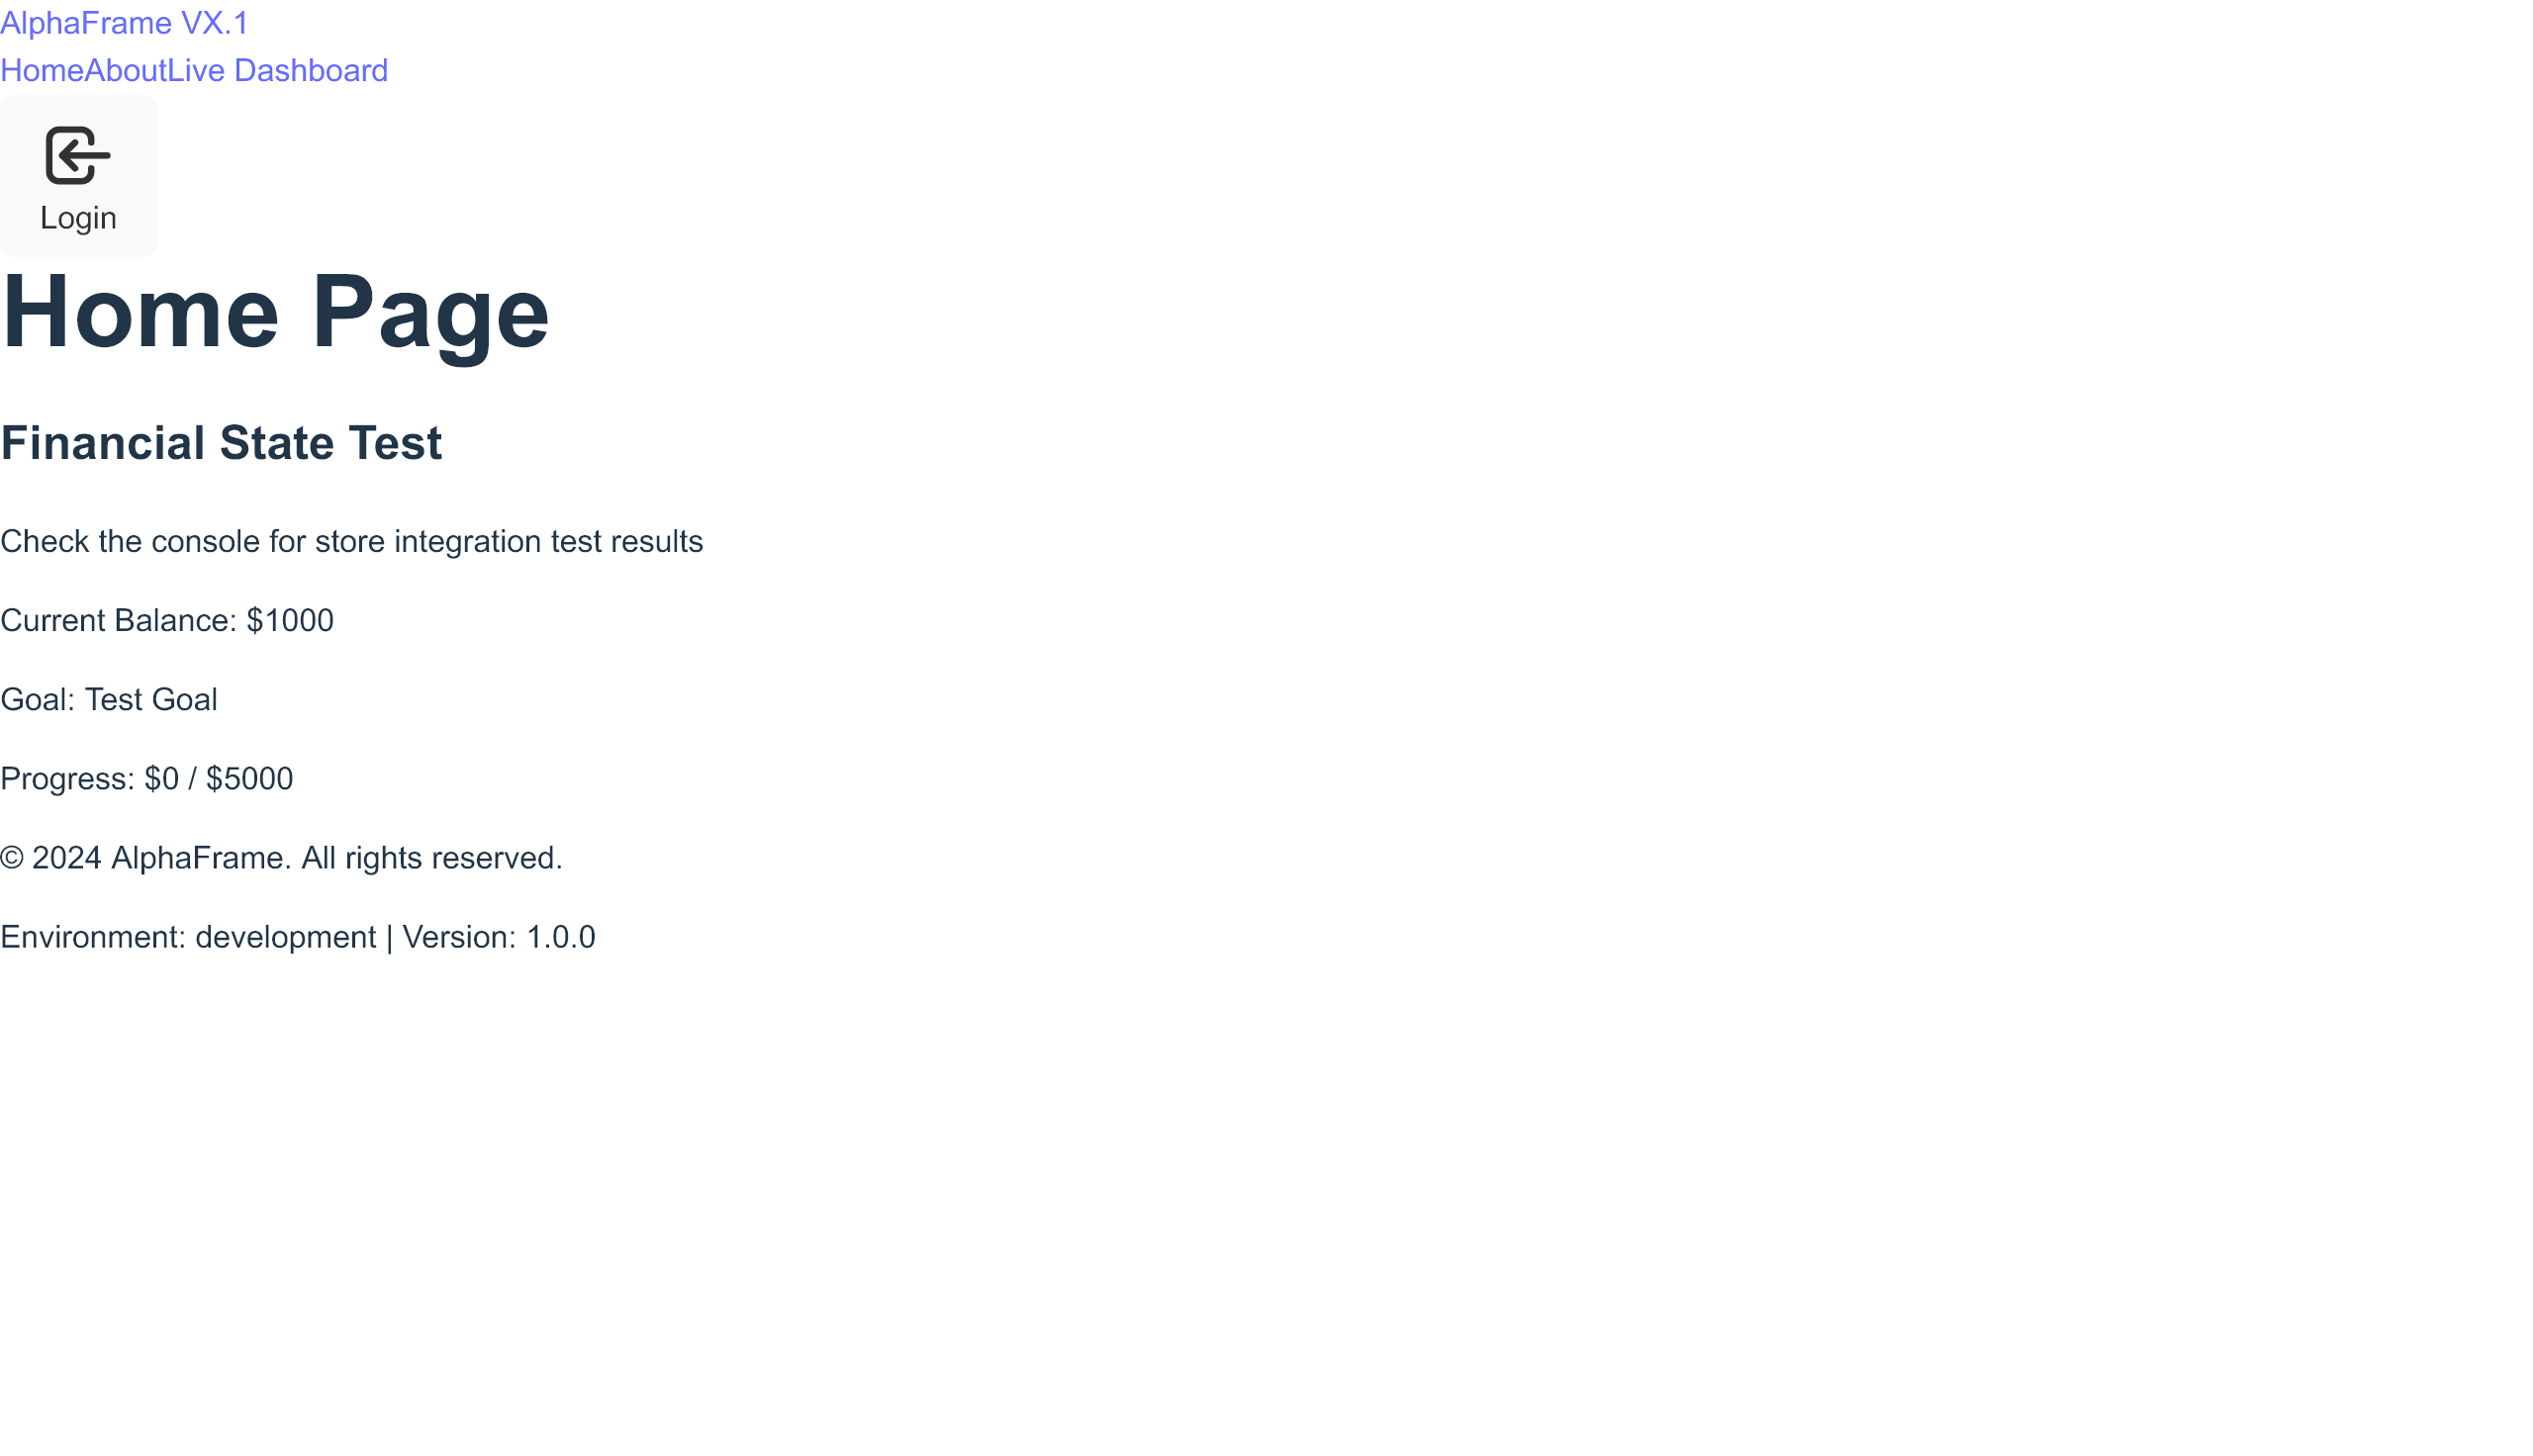 AlphaFrame VX.1
HomeAboutLive Dashboard
Login
Home Page
Financial State Test
Check the console for store integration test results
Current Balance: $1000
Goal: Test Goal
Progress: $0 / $5000
© 2024 AlphaFrame. All rights reserved.
Environment: development | Version: 1.0.0